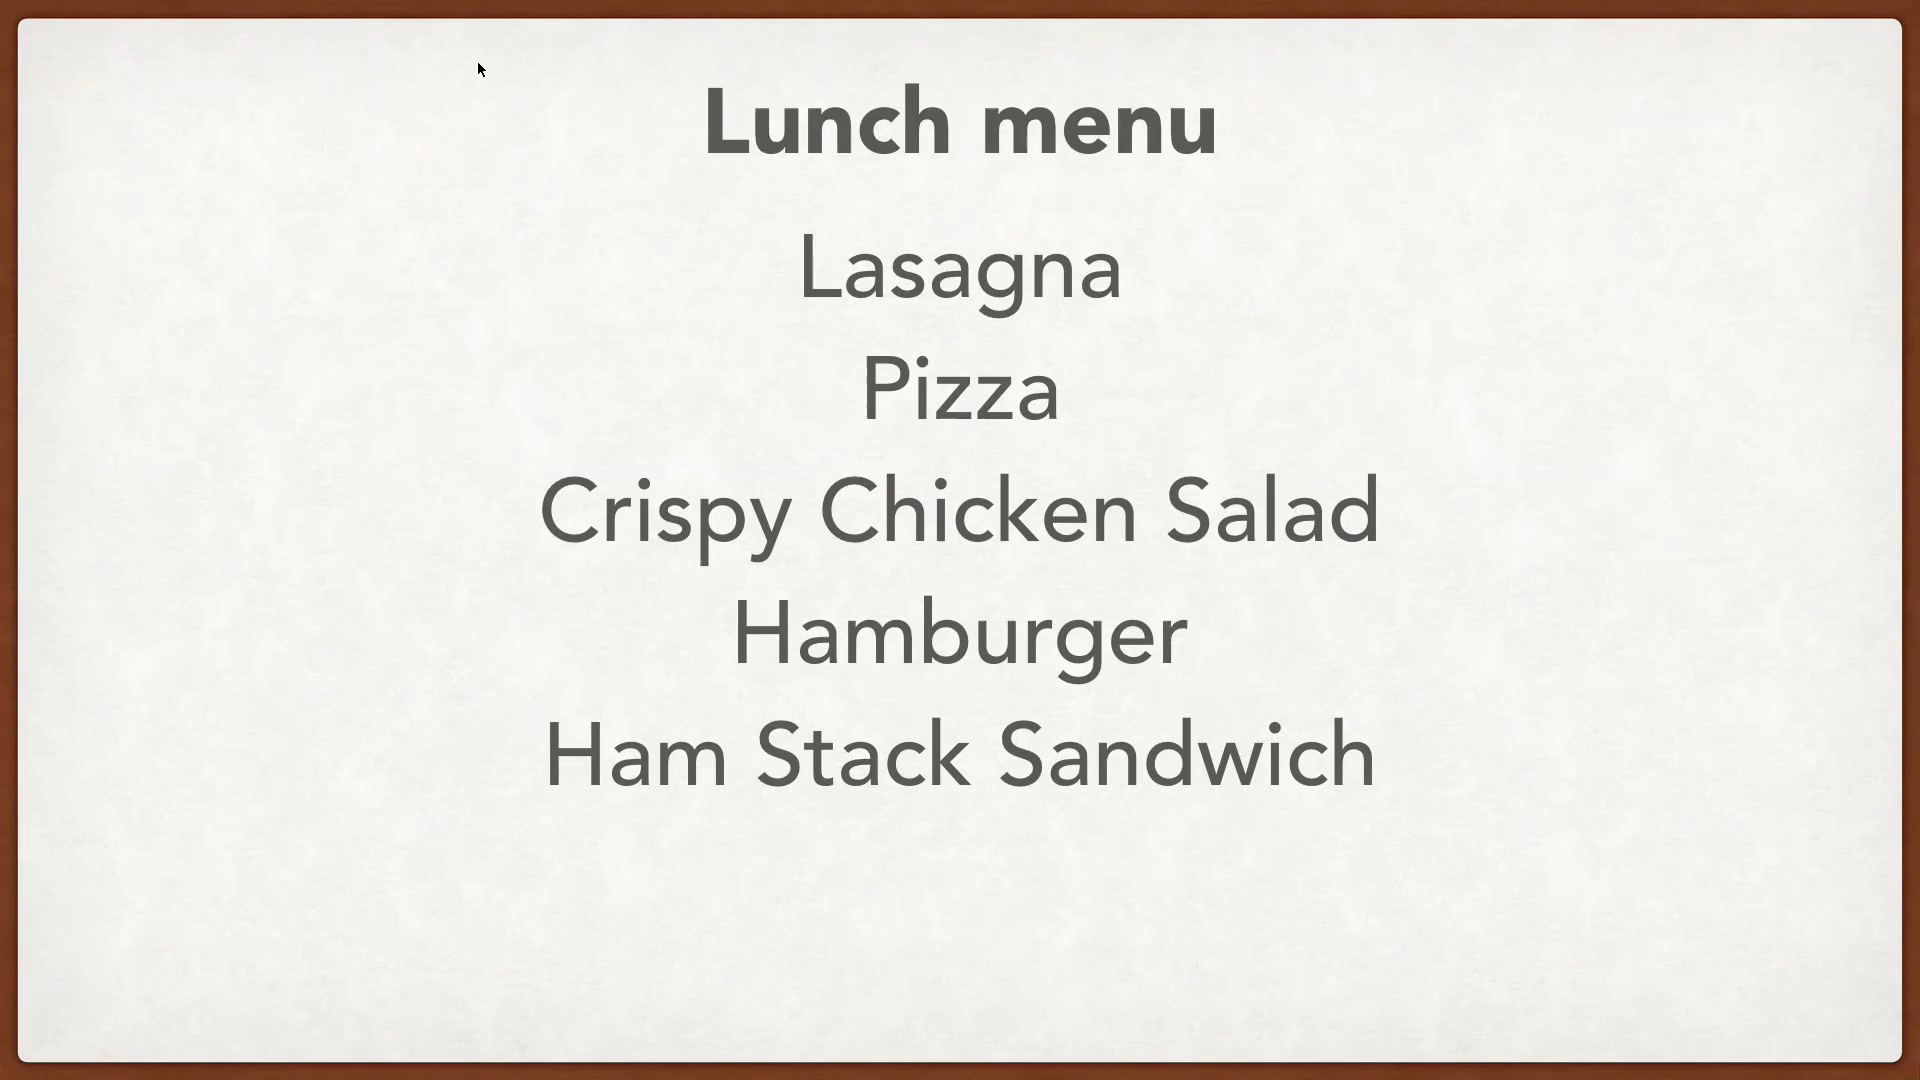 Lunch menu
Lasagna
Pizza
Crispy Chicken Salad
Hamburger
Ham Stack Sandwich